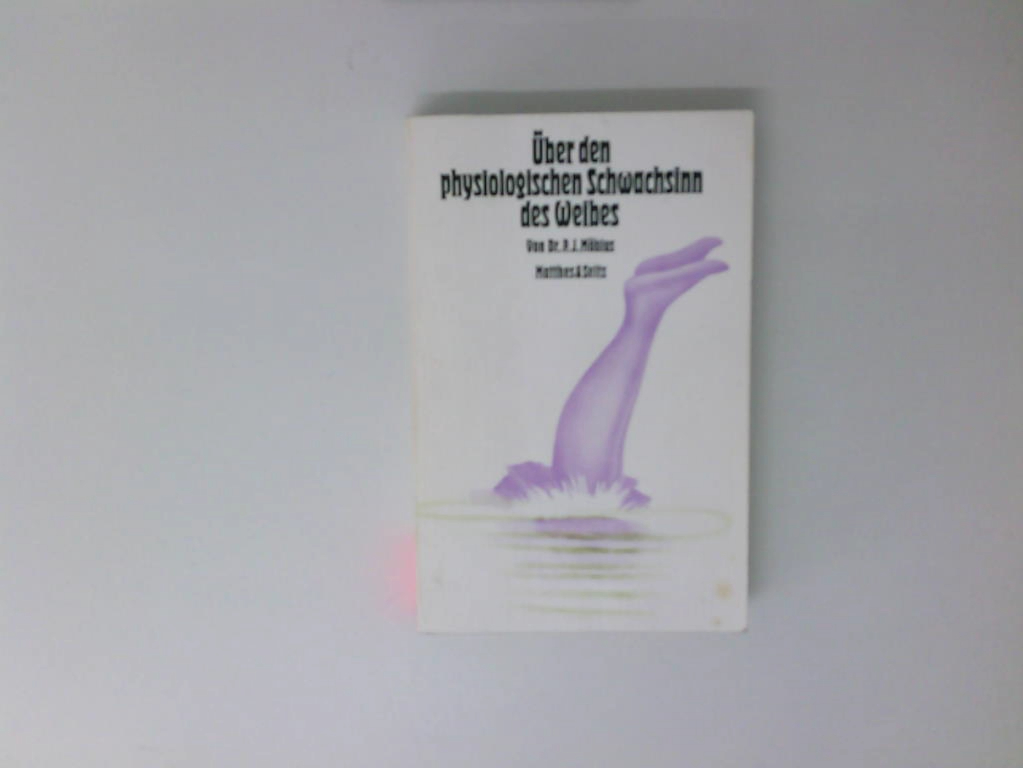 Über den
physiologischen Schwachsinn
des Weibes
Von Dr. P. J. Möbius
Matthes & Seitz